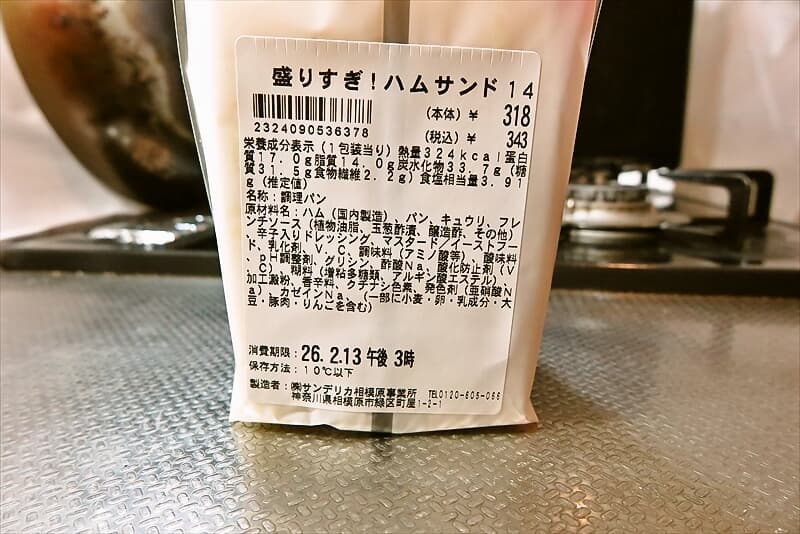 盛りすぎ！ハムサンド 14
(本体) ¥ 318
2324090536378
(税込) ¥ 343
栄養成分表示（1包装当り）熱量324kcal蛋白
質17.0g脂質14.0g炭水化物33.7g（糖
質31.5g食物繊維2.2g）食塩相当量3.91
g（推定値）
名称：調理パン
原材料名：ハム（国内製造）、パン、キュウリ、フレ
ンチソース（植物油脂、玉葱酢漬、醸造酢、その他）
、辛子入りドレッシング、マスタード／イーストフー
ド、乳化剤、V.C、調味料（アミノ酸等）、酸味料
、pH調整剤、グリシン、酢酸Na、酸化防止剤（V.
C）、糊料（増粘多糖類、アルギン酸エステル）、
加工澱粉、香辛料、クチナシ色素、発色剤（亜硝酸N
a）、カゼインNa、（一部に小麦・卵・乳成分・大
豆・豚肉・りんごを含む）
消費期限：26. 2.13 午後 3時
保存方法：10℃以下
製造者：㈱サンデリカ相模原事業所 TEL0120-605-066
神奈川県相模原市緑区町屋1-2-1